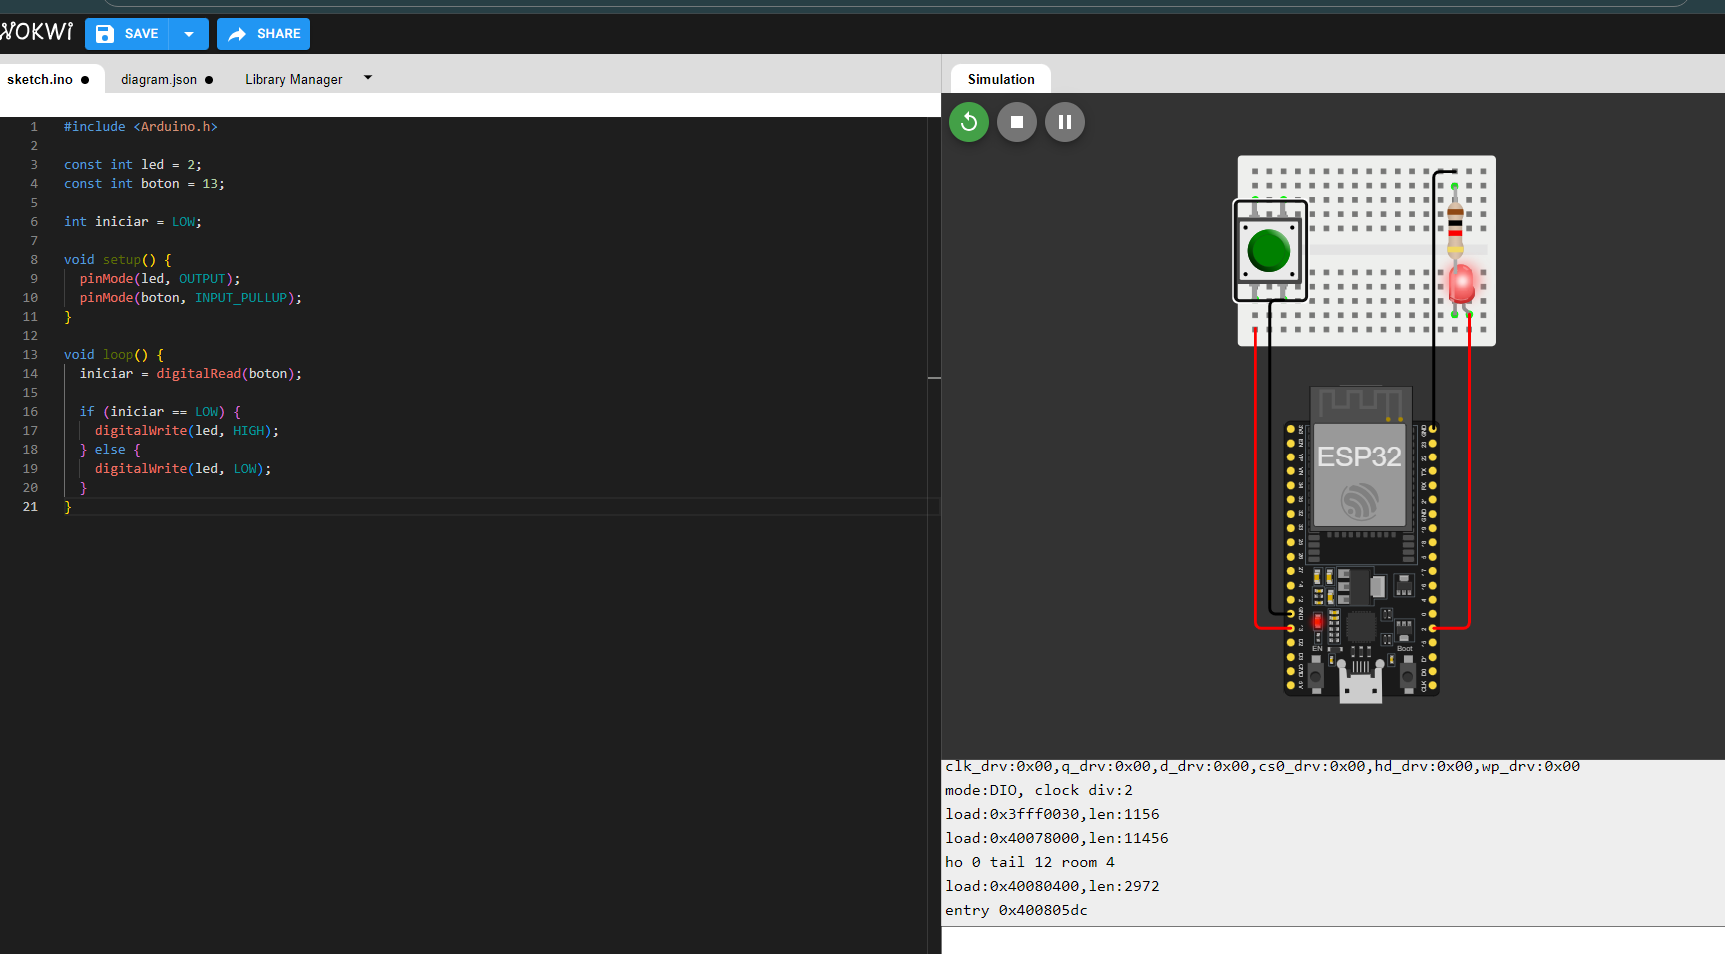 WOKWI SAVE SHARE
sketch.ino diagram.json Library Manager
Simulation
1 #include <Arduino.h>
2
3 const int led = 2;
4 const int boton = 13;
5
6 int iniciar = LOW;
7
8 void setup() {
9 pinMode(led, OUTPUT);
10 pinMode(boton, INPUT_PULLUP);
11 }
12
13 void loop() {
14 iniciar = digitalRead(boton);
15
16 if (iniciar == LOW) {
17 digitalWrite(led, HIGH);
18 } else {
19 digitalWrite(led, LOW);
20 }
21 }
ESP32
EN
Boot
clk_drv:0x00,q_drv:0x00,d_drv:0x00,cs0_drv:0x00,hd_drv:0x00,wp_drv:0x00
mode:DIO, clock div:2
load:0x3fff0030,len:1156
load:0x40078000,len:11456
ho 0 tail 12 room 4
load:0x40080400,len:2972
entry 0x400805dc